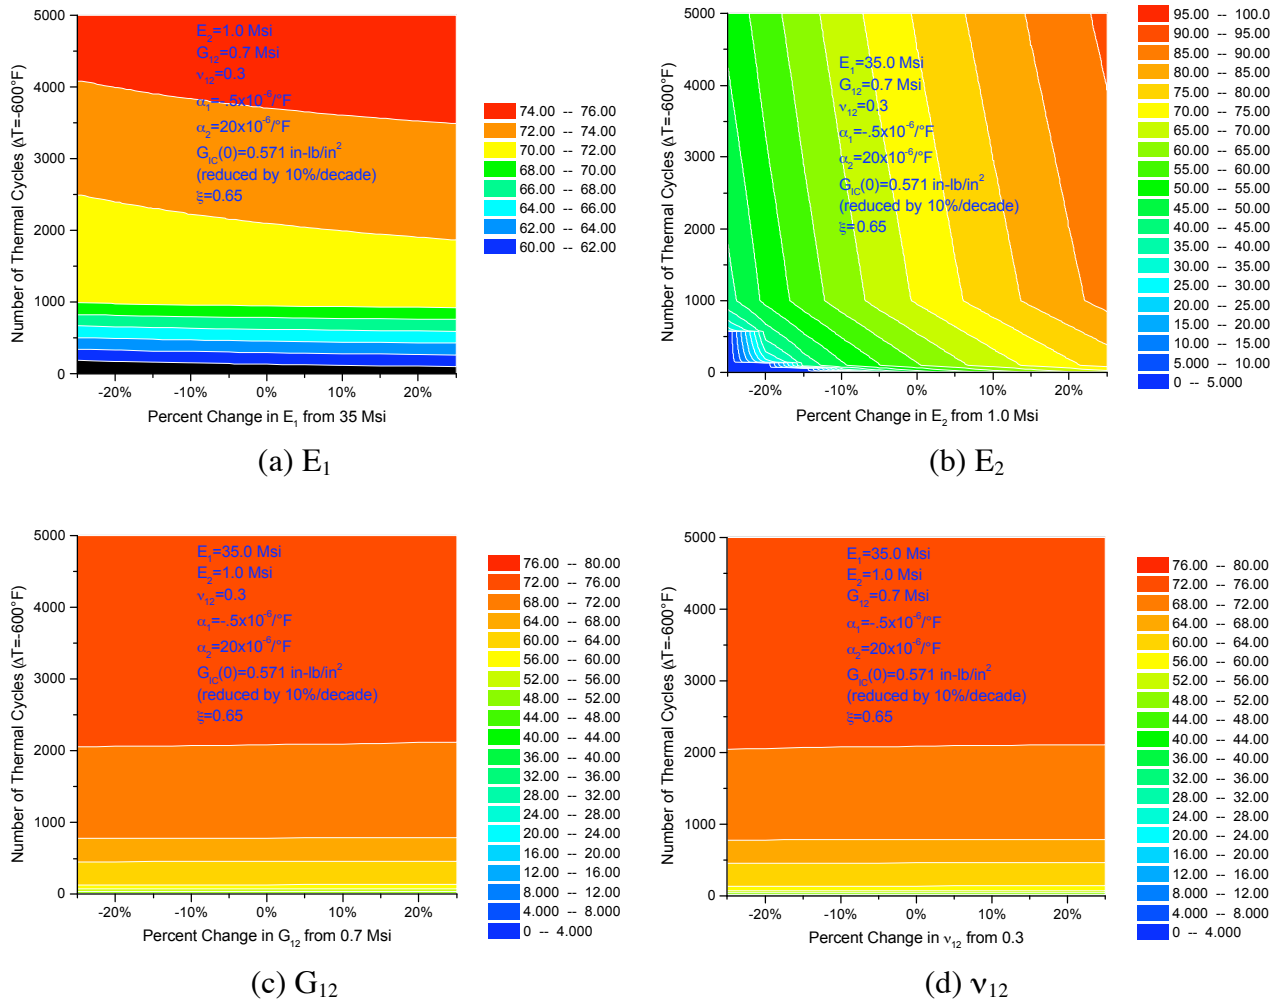 5000
4000
3000
2000
1000
0
Number of Thermal Cycles (ΔT=-600°F)
E₂=1.0 Msi
G₁₂=0.7 Msi
ν₁₂=0.3
α₁=-.5x10⁻⁶/°F
α₂=20x10⁻⁶/°F
G_IC(0)=0.571 in-lb/in²
(reduced by 10%/decade)
ξ=0.65
-20% -10% 0% 10% 20%
Percent Change in E₁ from 35 Msi
74.00 -- 76.00
72.00 -- 74.00
70.00 -- 72.00
68.00 -- 70.00
66.00 -- 68.00
64.00 -- 66.00
62.00 -- 64.00
60.00 -- 62.00
(a) E₁
5000
4000
3000
2000
1000
0
Number of Thermal Cycles (ΔT=-600°F)
E₁=35.0 Msi
G₁₂=0.7 Msi
ν₁₂=0.3
α₁=-.5x10⁻⁶/°F
α₂=20x10⁻⁶/°F
G_IC(0)=0.571 in-lb/in²
(reduced by 10%/decade)
ξ=0.65
-20% -10% 0% 10% 20%
Percent Change in E₂ from 1.0 Msi
95.00 -- 100.0
90.00 -- 95.00
85.00 -- 90.00
80.00 -- 85.00
75.00 -- 80.00
70.00 -- 75.00
65.00 -- 70.00
60.00 -- 65.00
55.00 -- 60.00
50.00 -- 55.00
45.00 -- 50.00
40.00 -- 45.00
35.00 -- 40.00
30.00 -- 35.00
25.00 -- 30.00
20.00 -- 25.00
15.00 -- 20.00
10.00 -- 15.00
5.000 -- 10.00
0 -- 5.000
(b) E₂
5000
4000
3000
2000
1000
0
Number of Thermal Cycles (ΔT=-600°F)
E₁=35.0 Msi
E₂=1.0 Msi
ν₁₂=0.3
α₁=-.5x10⁻⁶/°F
α₂=20x10⁻⁶/°F
G_IC(0)=0.571 in-lb/in²
(reduced by 10%/decade)
ξ=0.65
-20% -10% 0% 10% 20%
Percent Change in G₁₂ from 0.7 Msi
76.00 -- 80.00
72.00 -- 76.00
68.00 -- 72.00
64.00 -- 68.00
60.00 -- 64.00
56.00 -- 60.00
52.00 -- 56.00
48.00 -- 52.00
44.00 -- 48.00
40.00 -- 44.00
36.00 -- 40.00
32.00 -- 36.00
28.00 -- 32.00
24.00 -- 28.00
20.00 -- 24.00
16.00 -- 20.00
12.00 -- 16.00
8.000 -- 12.00
4.000 -- 8.000
0 -- 4.000
(c) G₁₂
5000
4000
3000
2000
1000
0
Number of Thermal Cycles (ΔT=-600°F)
E₁=35.0 Msi
E₂=1.0 Msi
G₁₂=0.7 Msi
α₁=-.5x10⁻⁶/°F
α₂=20x10⁻⁶/°F
G_IC(0)=0.571 in-lb/in²
(reduced by 10%/decade)
ξ=0.65
-20% -10% 0% 10% 20%
Percent Change in ν₁₂ from 0.3
76.00 -- 80.00
72.00 -- 76.00
68.00 -- 72.00
64.00 -- 68.00
60.00 -- 64.00
56.00 -- 60.00
52.00 -- 56.00
48.00 -- 52.00
44.00 -- 48.00
40.00 -- 44.00
36.00 -- 40.00
32.00 -- 36.00
28.00 -- 32.00
24.00 -- 28.00
20.00 -- 24.00
16.00 -- 20.00
12.00 -- 16.00
8.000 -- 12.00
4.000 -- 8.000
0 -- 4.000
(d) ν₁₂